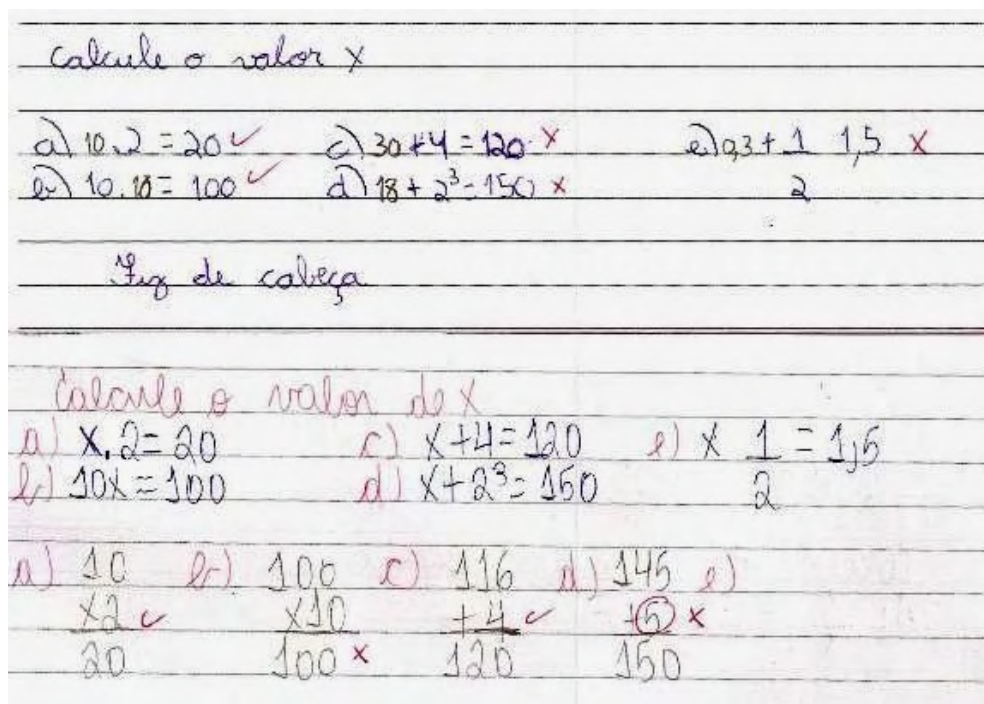 Calcule o valor X
a) 10.2 = 20 ✓ c) 30+4 = 120 X e) 0,3 + 1 1,5 X
b) 10.10 = 100 ✓ d) 18 + 2³ = 150 X 2
Fiz de cabeça
Calcule o valor de X
a) X.2 = 20 c) X+4 = 120 e) X 1 = 1,5
b) 10X = 100 d) X+2³ = 150 2
a) 10 b) 100 c) 116 d) 145 e)
X2 ✓ X10 +4 ✓ +5 X
20 100 X 120 150